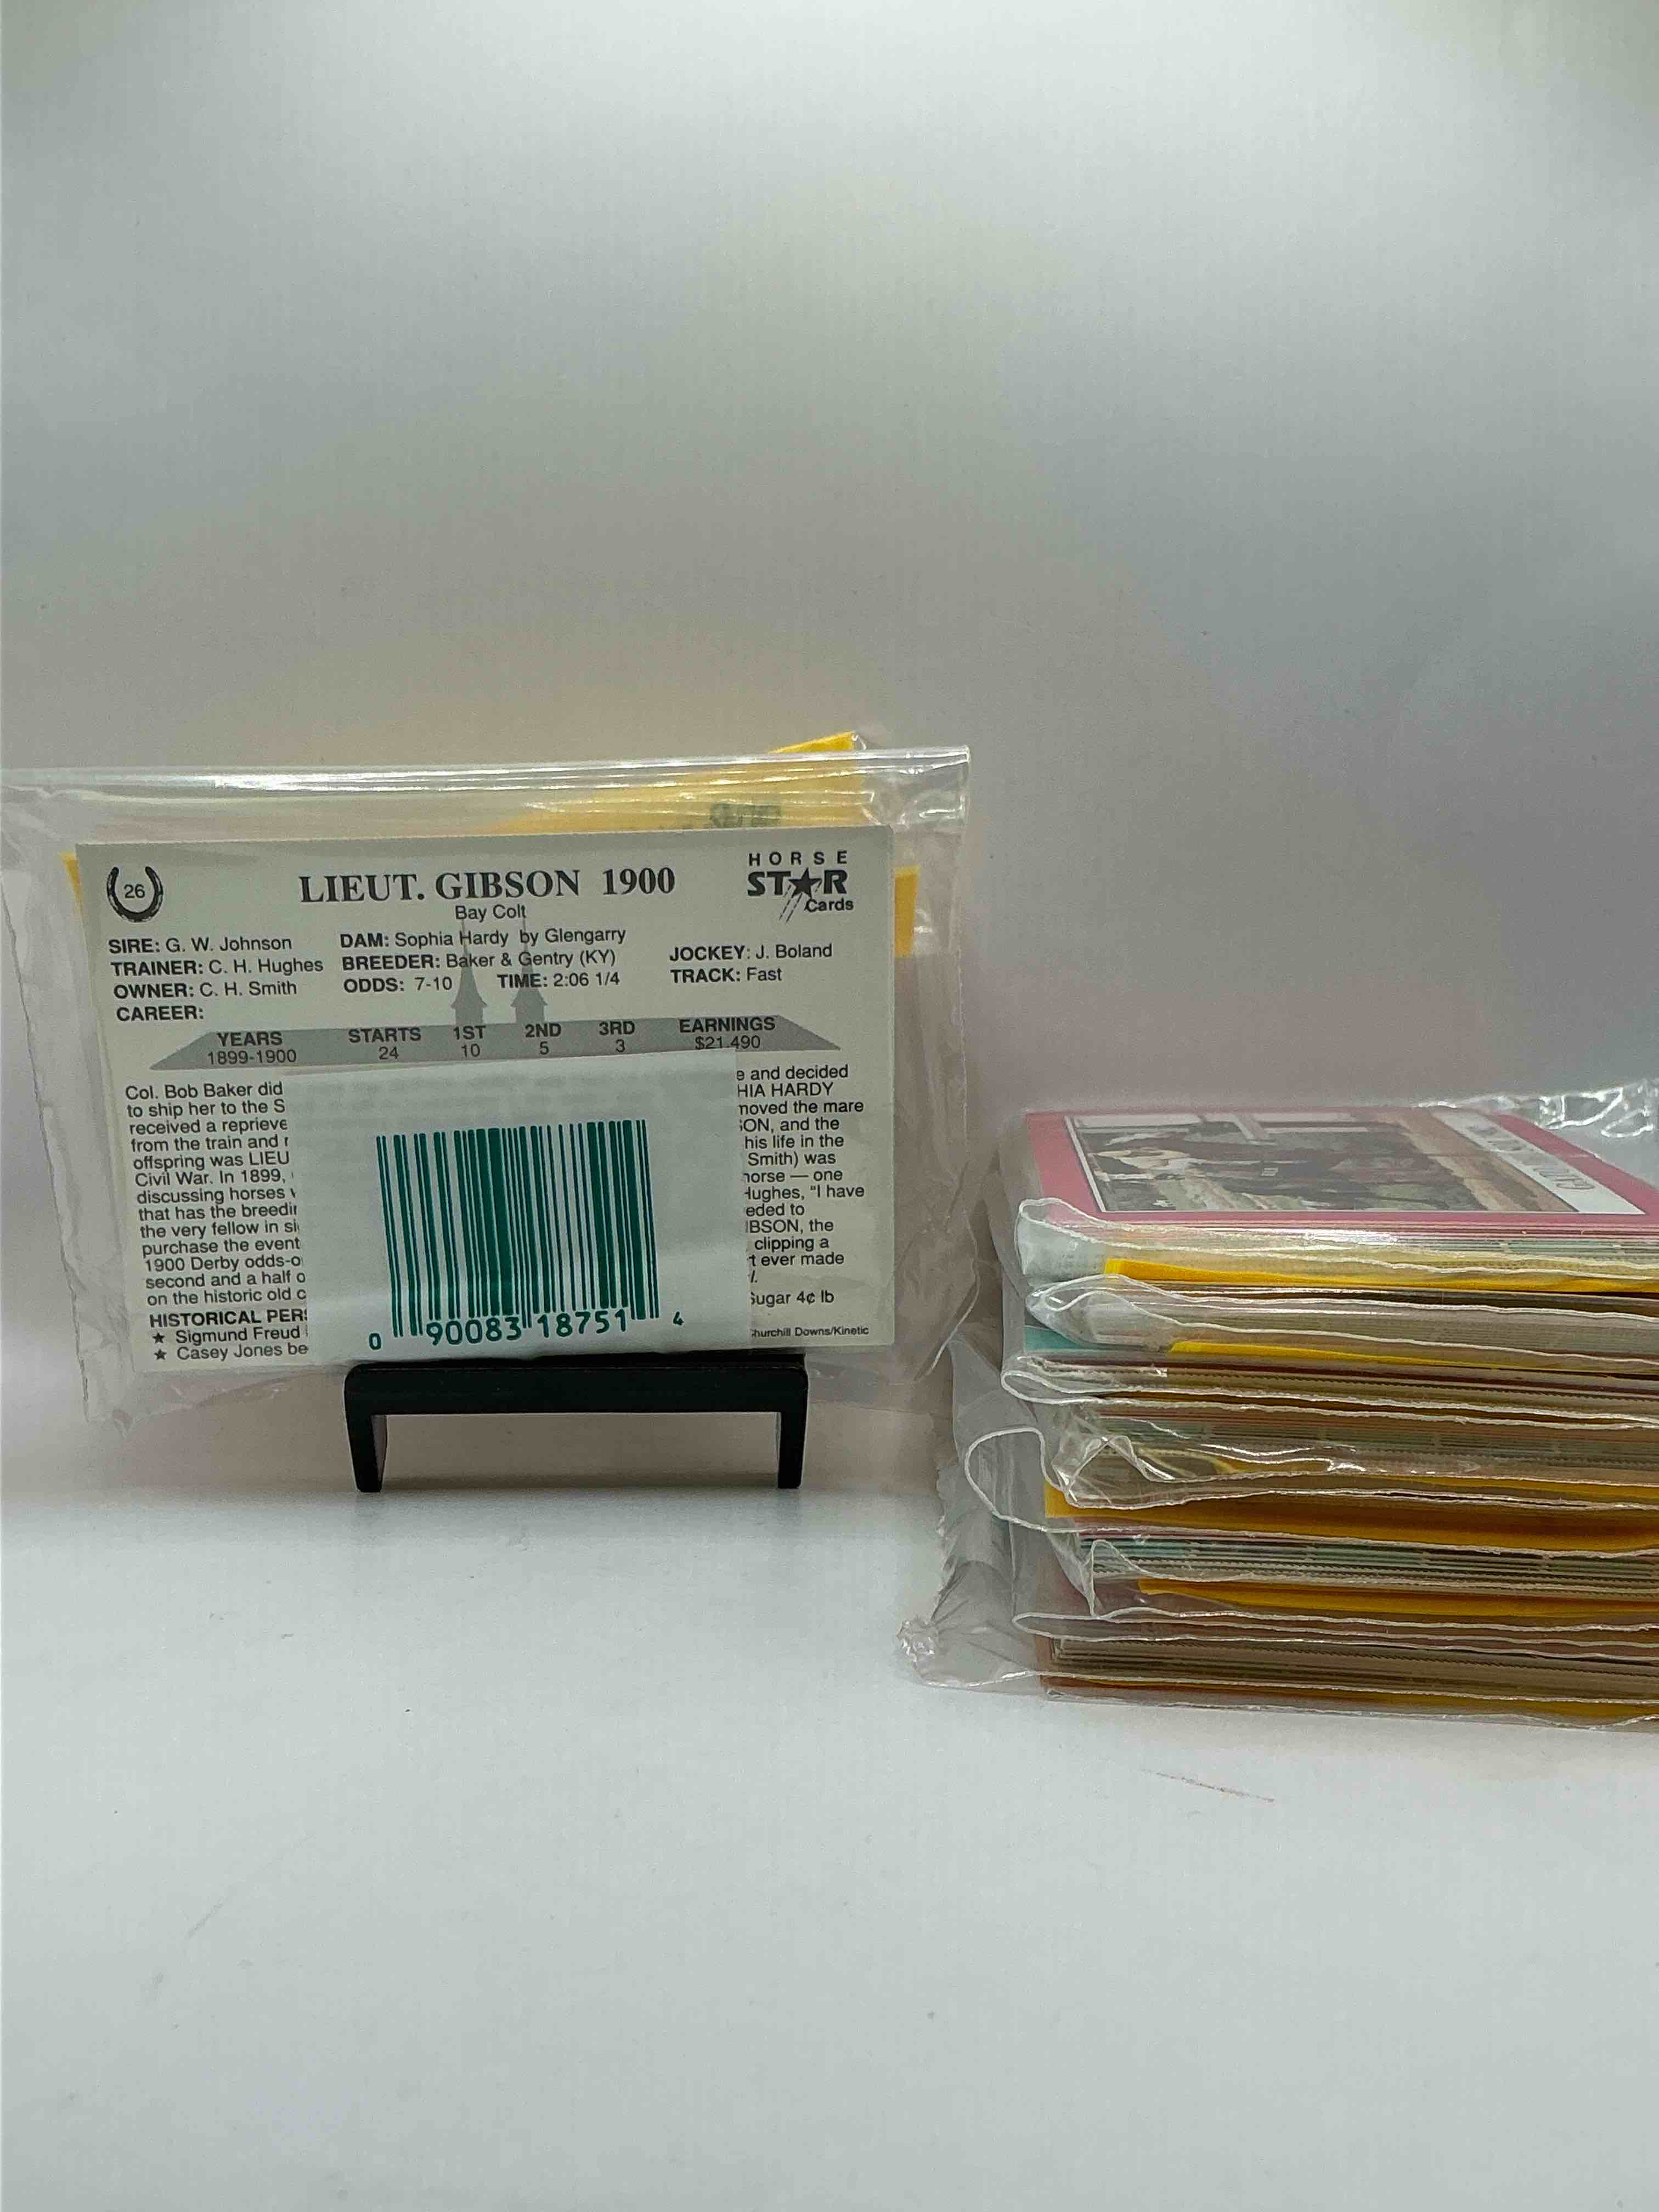 26
LIEUT. GIBSON 1900
Bay Colt
HORSE
STAR
Cards
SIRE: G. W. Johnson
DAM: Sophia Hardy by Glengarry
JOCKEY: J. Boland
TRAINER: C. H. Hughes
BREEDER: Baker & Gentry (KY)
TRACK: Fast
OWNER: C. H. Smith
ODDS: 7-10
TIME: 2:06 1/4
CAREER:
YEARS STARTS 1ST 2ND 3RD EARNINGS
1899-1900 24 10 5 3 $21.490
Col. Bob Baker did e and decided
to ship her to the S HIA HARDY
received a reprieve moved the mare
from the train and SON, and the
offspring was LIEU his life in the
Civil War. In 1899, Smith) was
discussing horses horse — one
that has the breedin Hughes, "I have
the very fellow in si eded to
purchase the event IBSON, the
1900 Derby odds-o clipping a
second and a half o t ever made
on the historic old c
HISTORICAL PERS Sugar 4¢ lb
★ Sigmund Freud
★ Casey Jones be Churchill Downs/Kinetic
0 90083 18751 4